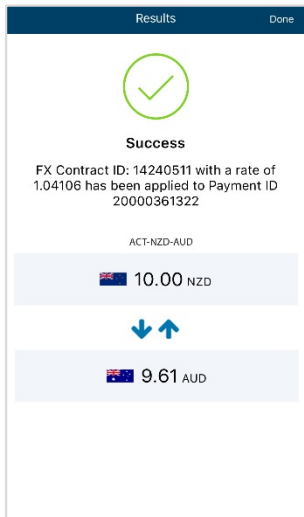 Results
Done
Success
FX Contract ID: 14240511 with a rate of
1.04106 has been applied to Payment ID
20000361322
ACT-NZD-AUD
10.00 NZD
9.61 AUD